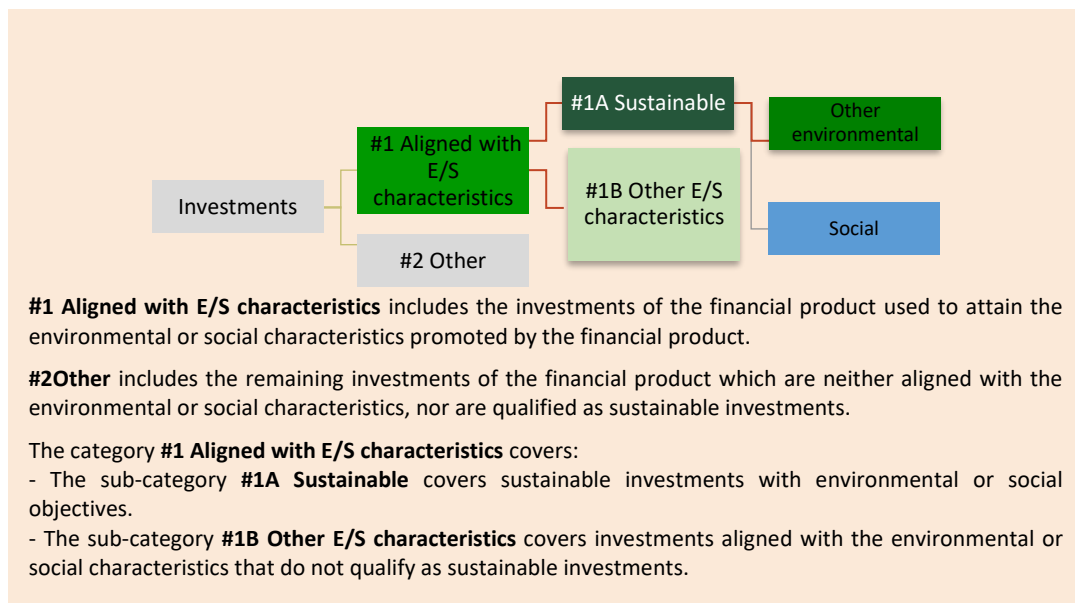 #1A Sustainable
Other
environmental
#1 Aligned with
E/S
characteristics
#1B Other E/S
characteristics
Investments
Social
#2 Other
#1 Aligned with E/S characteristics includes the investments of the financial product used to attain the
environmental or social characteristics promoted by the financial product.
#2Other includes the remaining investments of the financial product which are neither aligned with the
environmental or social characteristics, nor are qualified as sustainable investments.
The category #1 Aligned with E/S characteristics covers:
- The sub-category #1A Sustainable covers sustainable investments with environmental or social
objectives.
- The sub-category #1B Other E/S characteristics covers investments aligned with the environmental or
social characteristics that do not qualify as sustainable investments.